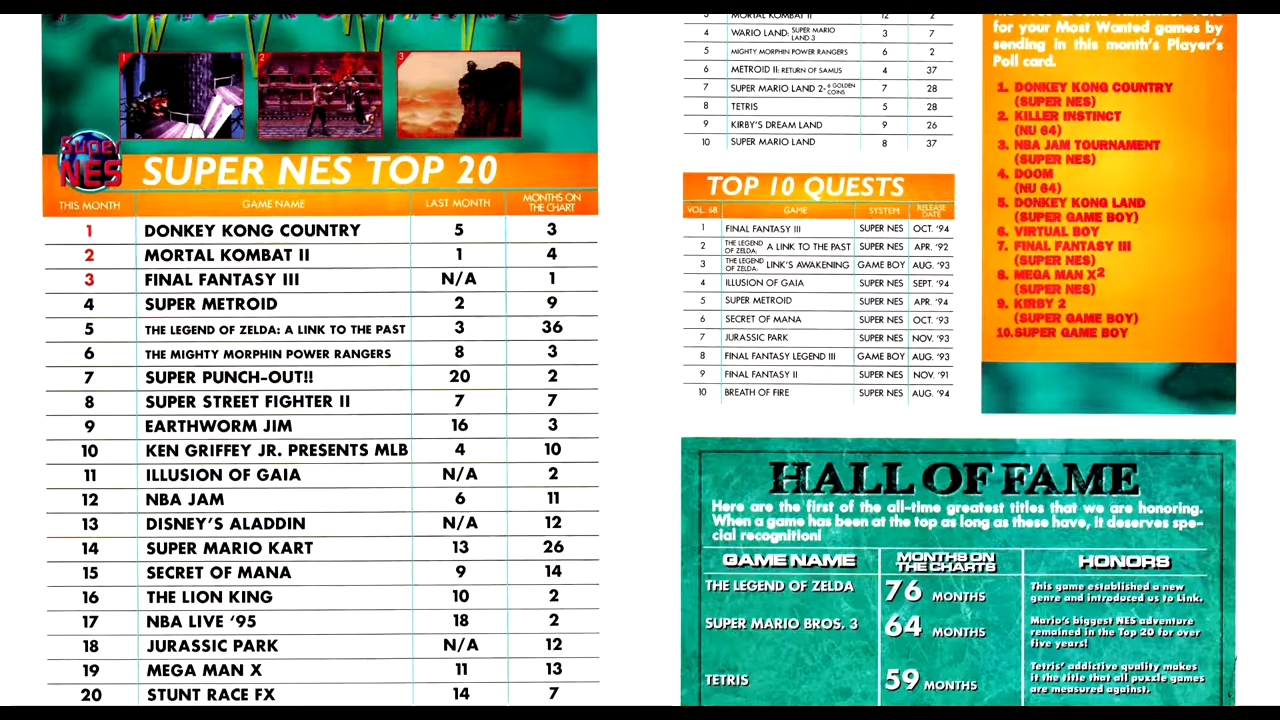 1
2
3
Super
NES
SUPER NES TOP 20
THIS MONTH GAME NAME LAST MONTH MONTHS ON THE CHART
1 DONKEY KONG COUNTRY 5 3
2 MORTAL KOMBAT II 1 4
3 FINAL FANTASY III N/A 1
4 SUPER METROID 2 9
5 THE LEGEND OF ZELDA: A LINK TO THE PAST 3 36
6 THE MIGHTY MORPHIN POWER RANGERS 8 3
7 SUPER PUNCH-OUT!! 20 2
8 SUPER STREET FIGHTER II 7 7
9 EARTHWORM JIM 16 3
10 KEN GRIFFEY JR. PRESENTS MLB 4 10
11 ILLUSION OF GAIA N/A 2
12 NBA JAM 6 11
13 DISNEY'S ALADDIN N/A 12
14 SUPER MARIO KART 13 26
15 SECRET OF MANA 9 14
16 THE LION KING 10 2
17 NBA LIVE '95 18 2
18 JURASSIC PARK N/A 12
19 MEGA MAN X 11 13
20 STUNT RACE FX 14 7
3 MORTAL KOMBAT II 12 2
4 WARIO LAND: SUPER MARIO LAND 3 3 7
5 MIGHTY MORPHIN POWER RANGERS 6 2
6 METROID II: RETURN OF SAMUS 4 37
7 SUPER MARIO LAND 2- 6 GOLDEN COINS 7 28
8 TETRIS 5 28
9 KIRBY'S DREAM LAND 9 26
10 SUPER MARIO LAND 8 37
TOP 10 QUESTS
VOL. 68 GAME SYSTEM RELEASE DATE
1 FINAL FANTASY III SUPER NES OCT. '94
2 THE LEGEND OF ZELDA: A LINK TO THE PAST SUPER NES APR. '92
3 THE LEGEND OF ZELDA: LINK'S AWAKENING GAME BOY AUG. '93
4 ILLUSION OF GAIA SUPER NES SEPT. '94
5 SUPER METROID SUPER NES APR. '94
6 SECRET OF MANA SUPER NES OCT. '93
7 JURASSIC PARK SUPER NES NOV. '93
8 FINAL FANTASY LEGEND III GAME BOY AUG. '93
9 FINAL FANTASY II SUPER NES NOV. '91
10 BREATH OF FIRE SUPER NES AUG. '94
for your Most Wanted games by
sending in this month's Player's
Poll card.
1. DONKEY KONG COUNTRY
(SUPER NES)
2. KILLER INSTINCT
(NU 64)
3. NBA JAM TOURNAMENT
(SUPER NES)
4. DOOM
(NU 64)
5. DONKEY KONG LAND
(SUPER GAME BOY)
6. VIRTUAL BOY
7. FINAL FANTASY III
(SUPER NES)
8. MEGA MAN X2
(SUPER NES)
9. KIRBY 2
(SUPER GAME BOY)
10. SUPER GAME BOY
HALL OF FAME
Here are the first of the all-time greatest titles that we are honoring.
When a game has been at the top as long as these have, it deserves spe-
cial recognition!
GAME NAME MONTHS ON THE CHARTS HONORS
THE LEGEND OF ZELDA 76 MONTHS This game established a new
genre and introduced us to Link.
SUPER MARIO BROS. 3 64 MONTHS Mario's biggest NES adventure
remained in the Top 20 for over
five years!
TETRIS 59 MONTHS Tetris' addictive quality makes
it the title that all puzzle games
are measured against.